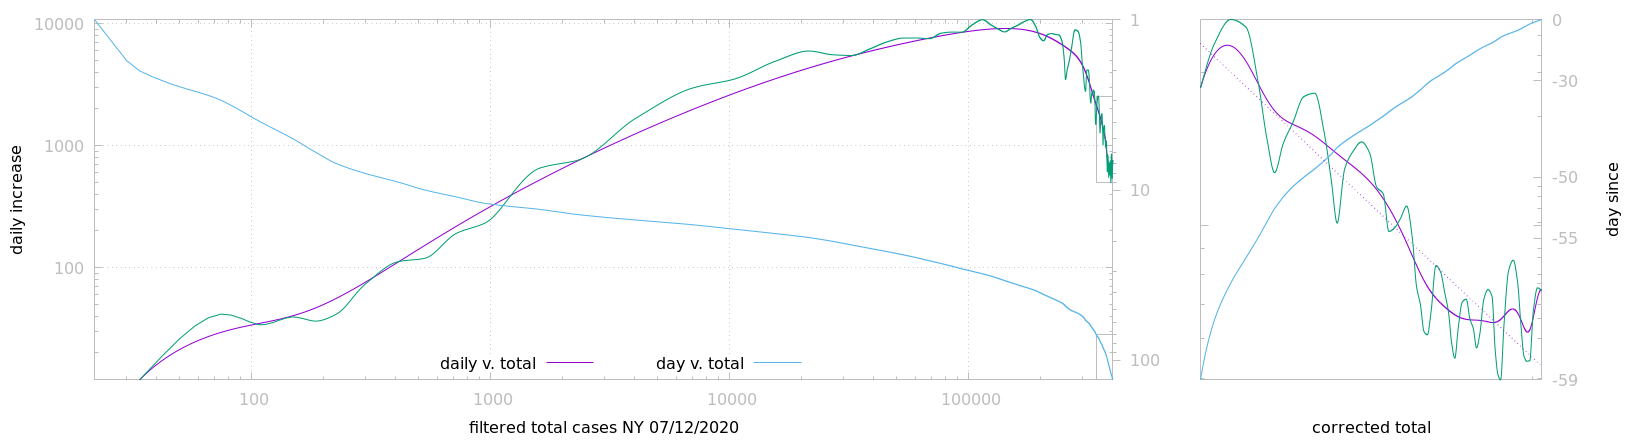 10000
1000
100
daily increase
100
1000
10000
100000
1
10
100
daily v. total
day v. total
filtered total cases NY 07/12/2020
0
-30
-50
-55
-59
day since
corrected total